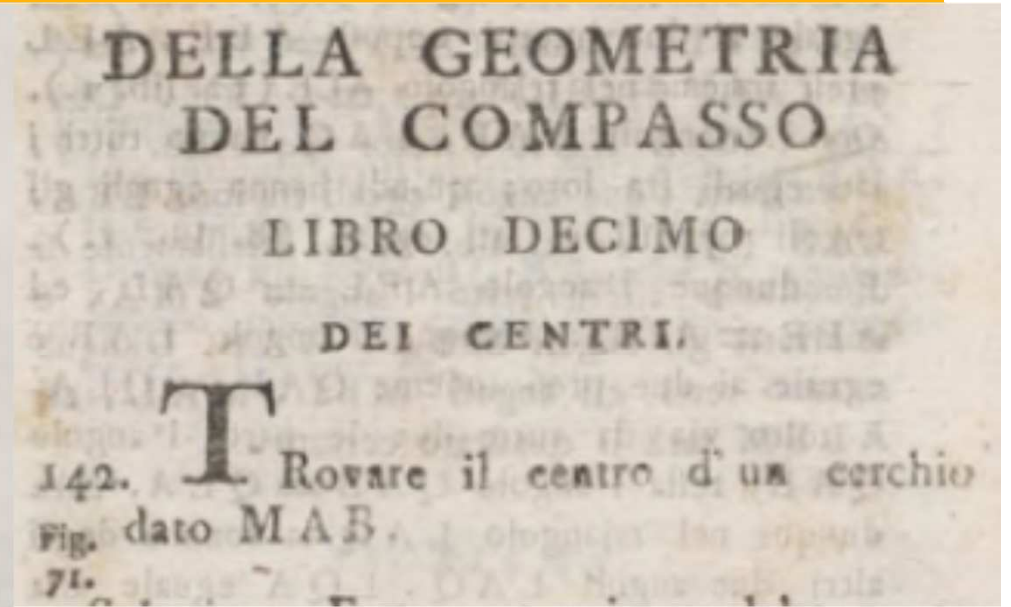 DELLA GEOMETRIA
DEL COMPASSO
LIBRO DECIMO
DEI CENTRI.
142. TRovare il centro d'un cerchio
Fig. dato MAB.
71.